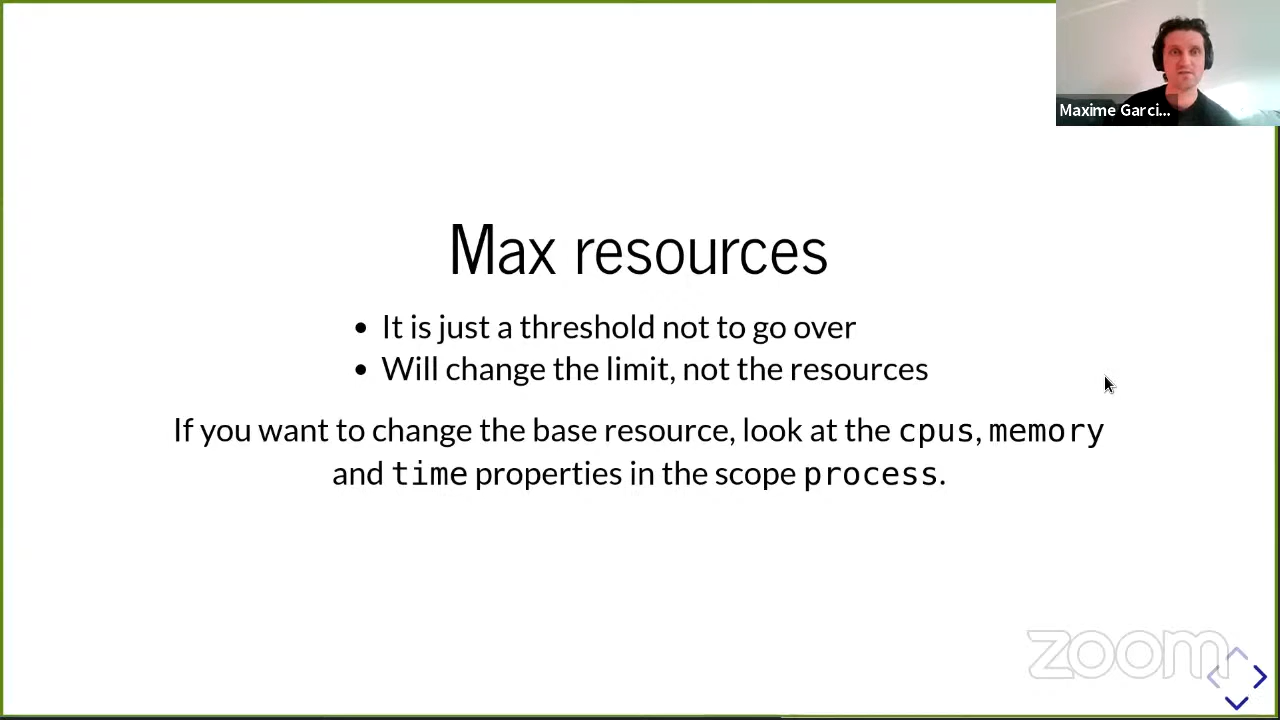 Maxime Garci...
Max resources
• It is just a threshold not to go over
• Will change the limit, not the resources
If you want to change the base resource, look at the cpus, memory
and time properties in the scope process.
zoom